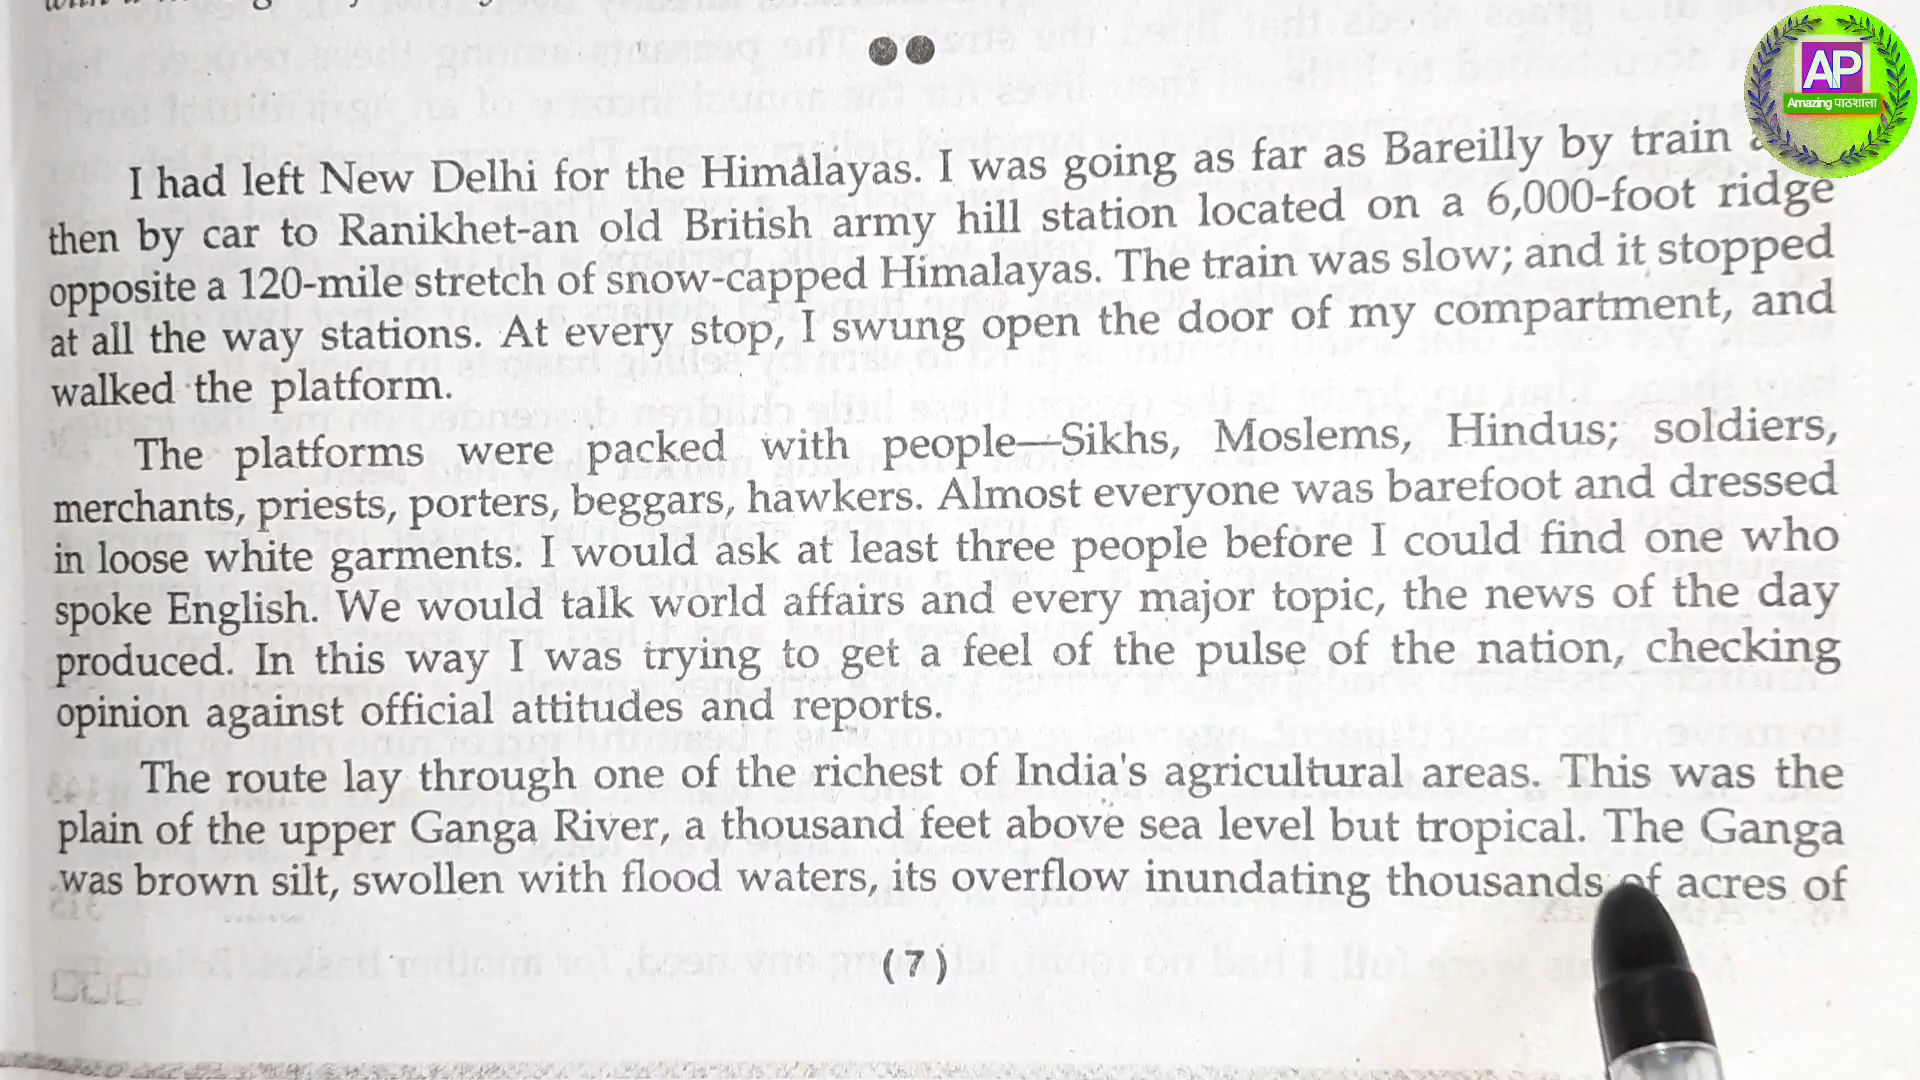 AP
Amazing पाठशाला
I had left New Delhi for the Himalayas. I was going as far as Bareilly by train
then by car to Ranikhet-an old British army hill station located on a 6,000-foot ridge
opposite a 120-mile stretch of snow-capped Himalayas. The train was slow; and it stopped
at all the way stations. At every stop, I swung open the door of my compartment, and
walked the platform.
The platforms were packed with people—Sikhs, Moslems, Hindus; soldiers,
merchants, priests, porters, beggars, hawkers. Almost everyone was barefoot and dressed
in loose white garments. I would ask at least three people before I could find one who
spoke English. We would talk world affairs and every major topic, the news of the day
produced. In this way I was trying to get a feel of the pulse of the nation, checking
opinion against official attitudes and reports.
The route lay through one of the richest of India's agricultural areas. This was the
plain of the upper Ganga River, a thousand feet above sea level but tropical. The Ganga
was brown silt, swollen with flood waters, its overflow inundating thousands of acres of
(7)